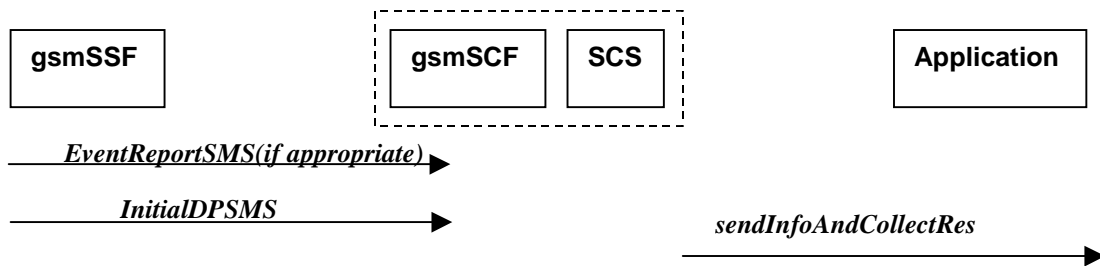 gsmSSF
gsmSCF
SCS
Application
EventReportSMS(if appropriate)
InitialDPSMS
sendInfoAndCollectRes